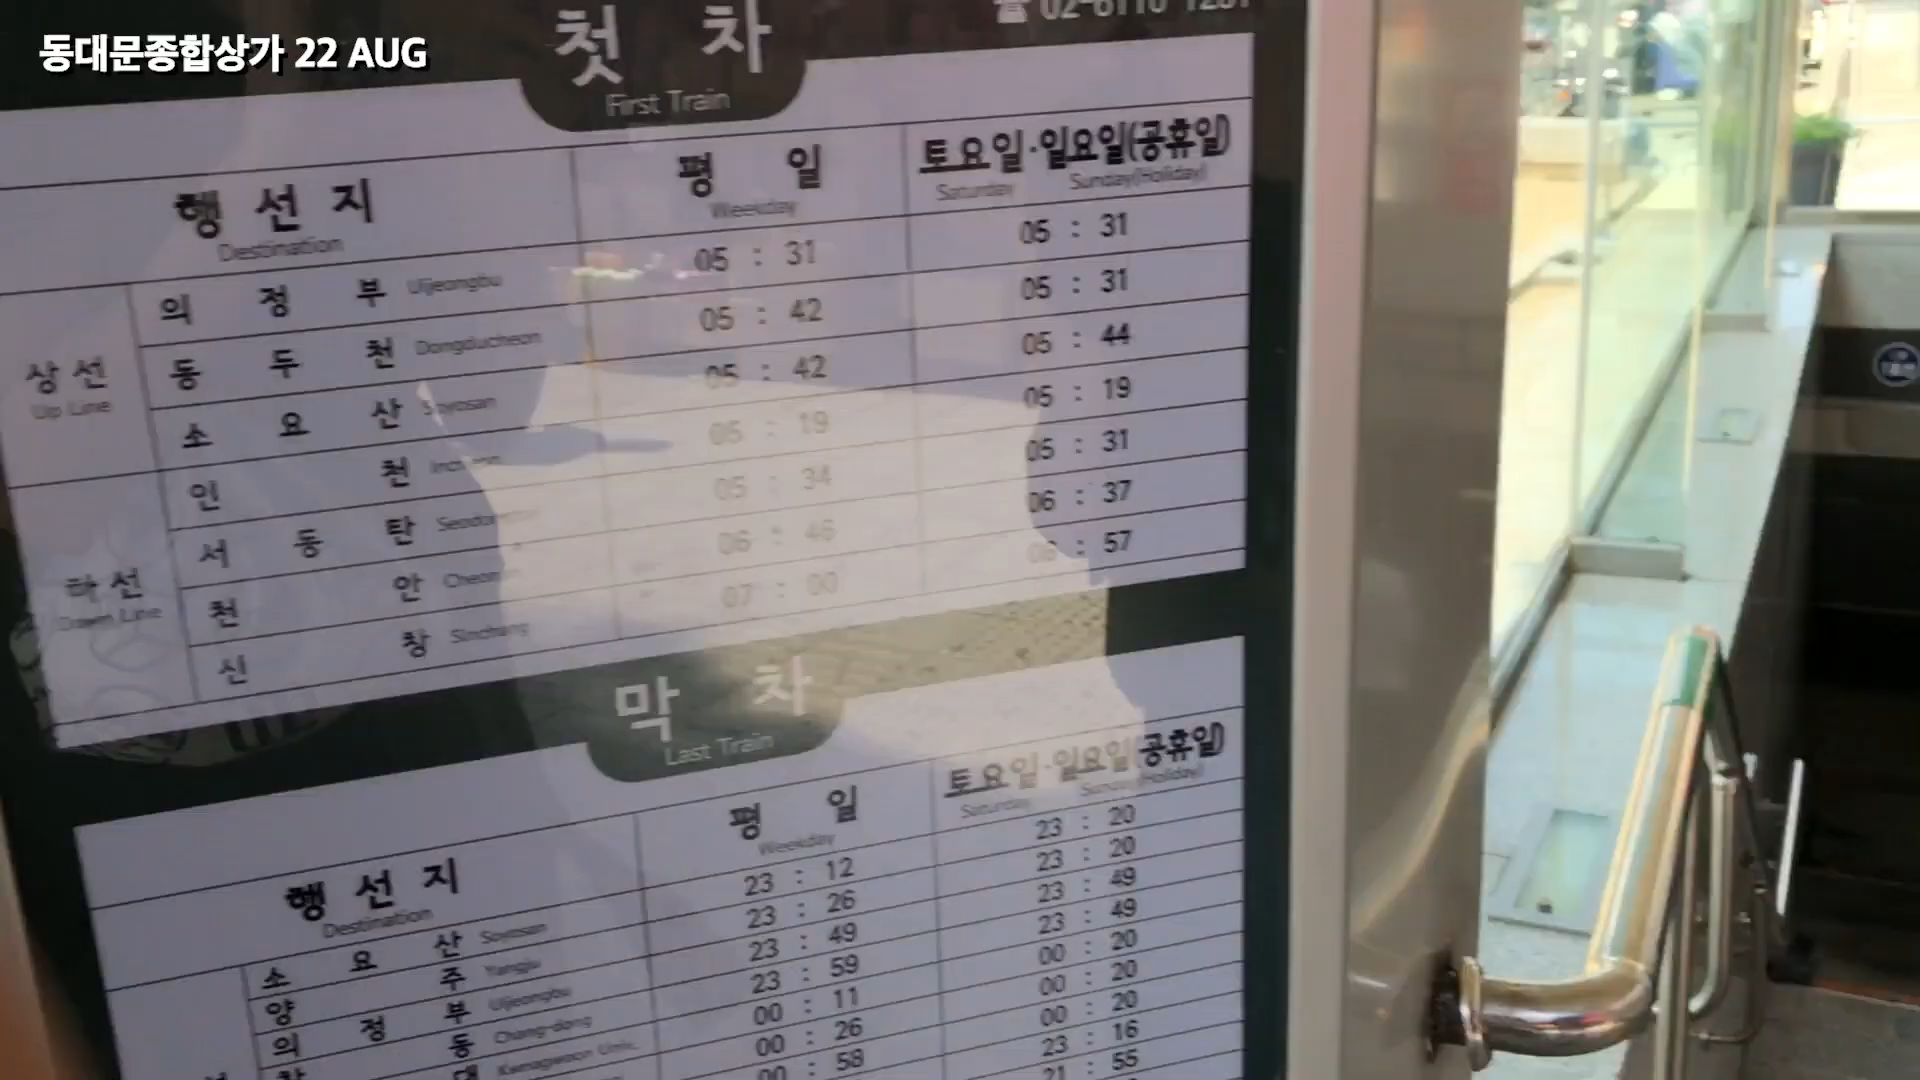 동대문종합상가 22 AUG
첫 차
First Train
행 선 지 평 일 토요일·일요일(공휴일)
Destination Weekday Saturday Sunday(Holiday)
상 선
Up Line
의 정 부 Uijeongbu 05 : 31 05 : 31
동 두 천 Dongducheon 05 : 42 05 : 31
소 요 산 Soyosan 05 : 42 05 : 44
하 선
Down Line
인 천 05 : 19 05 : 19
서 동 탄 05 : 34 05 : 31
천 안 06 : 46 06 : 37
신 창 Sinchang 07 : 00 06 : 57
막 차
Last Train
행 선 지 평 일 토요일·일요일(공휴일)
Destination Weekday Saturday Sunday(Holiday)
소 요 산 Soyosan 23 : 12 23 : 20
양 주 Yangju 23 : 26 23 : 20
의 정 부 Uijeongbu 23 : 49 23 : 49
동 Chang-dong 23 : 59 23 : 49
Kwangwoon Univ. 00 : 11 00 : 20
00 : 26 00 : 20
00 : 58 00 : 20
23 : 16
21 : 55